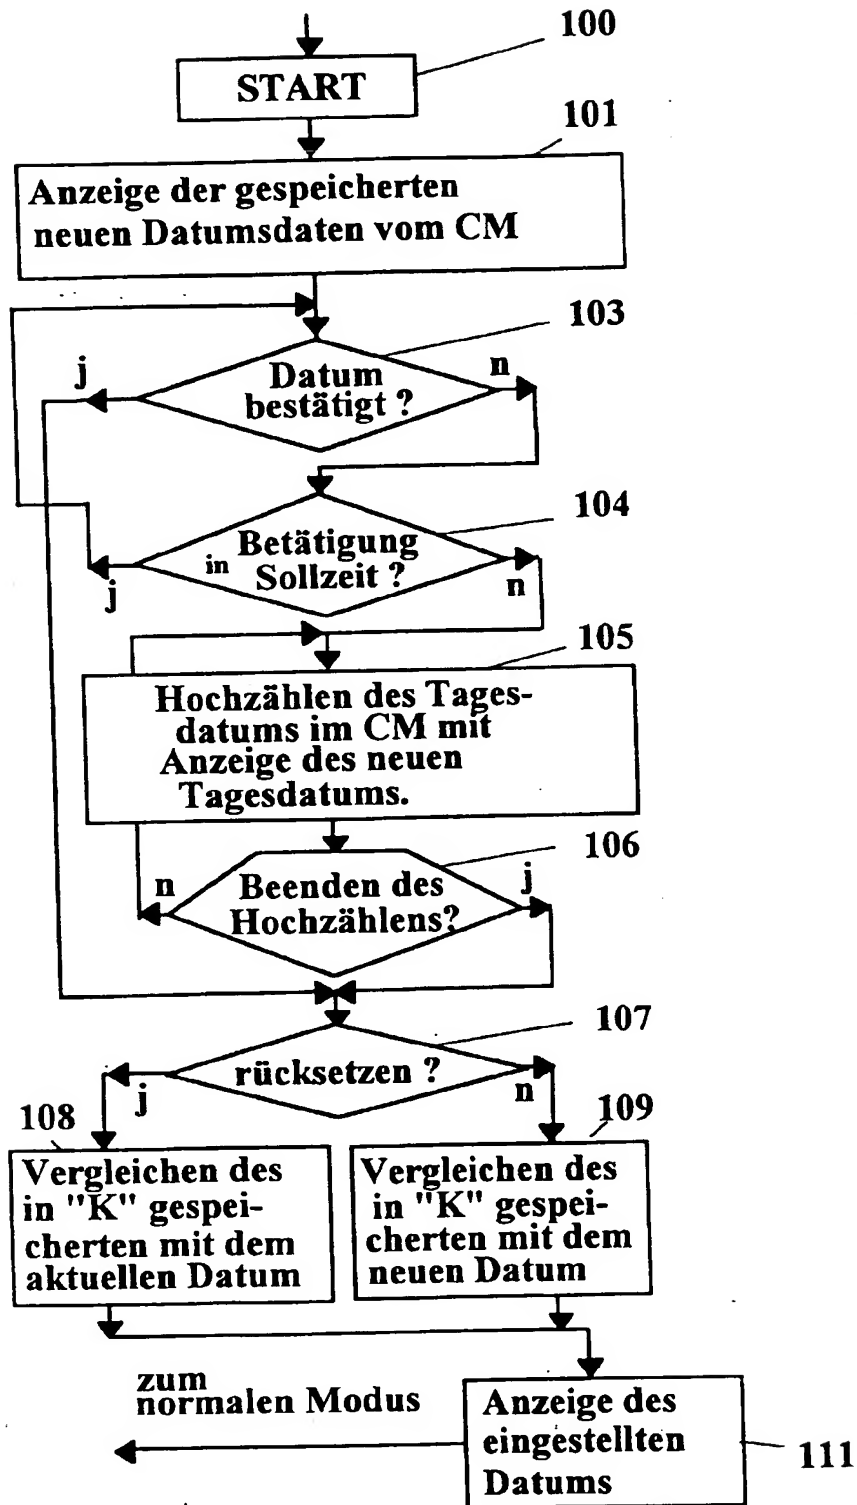 100
START
101
Anzeige der gespeicherten
neuen Datumsdaten vom CM
103
j
n
Datum
bestätigt ?
104
Betätigung
in
Sollzeit ?
j
n
105
Hochzählen des Tages-
datums im CM mit
Anzeige des neuen
Tagesdatums.
106
n
j
Beenden des
Hochzählens?
107
rücksetzen ?
j
n
108
109
Vergleichen des
in "K" gespei-
cherten mit dem
aktuellen Datum
Vergleichen des
in "K" gespei-
cherten mit dem
neuen Datum
zum
normalen Modus
Anzeige des
eingestellten
Datums
111